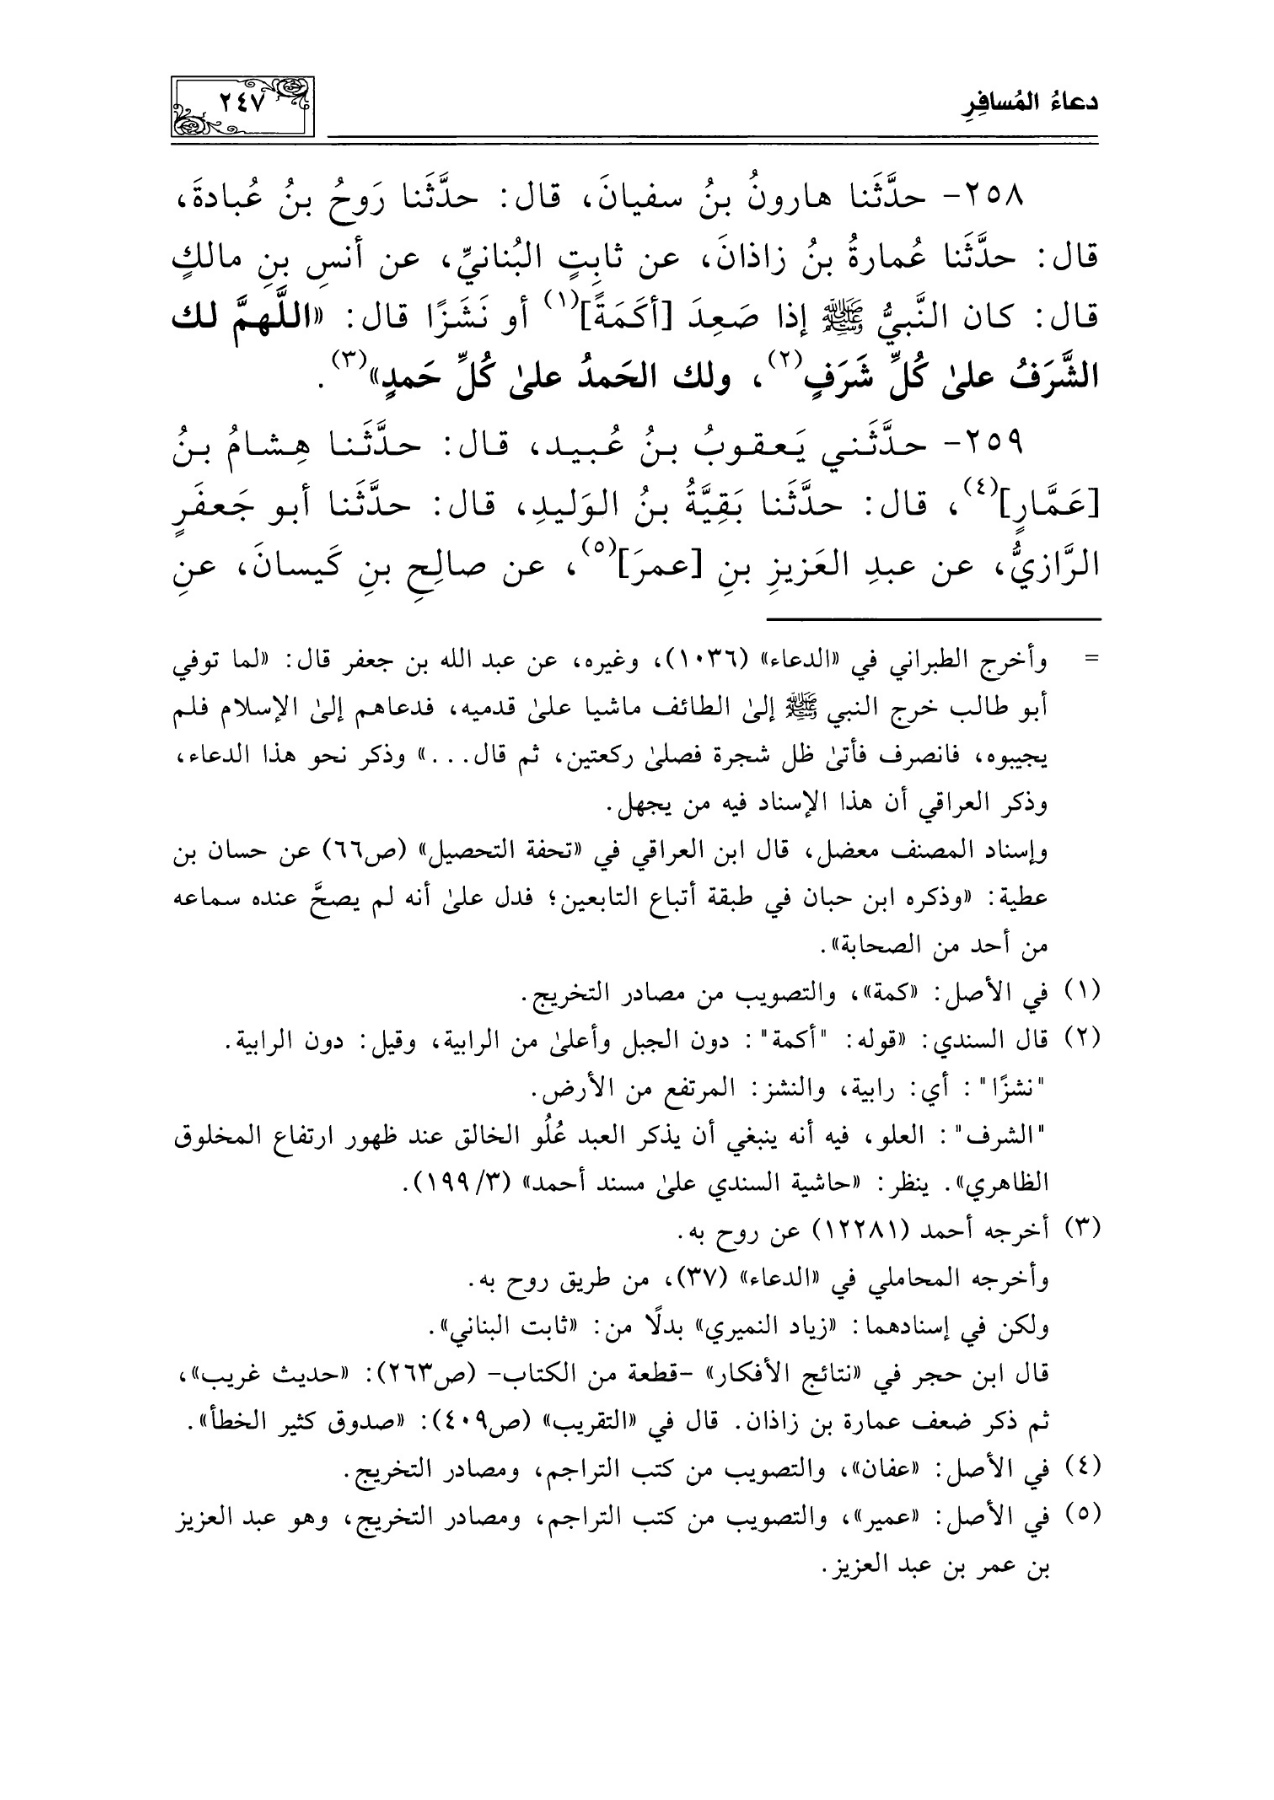 دعاءُ المُسافِرِ
٢٤٧
٢٥٨- حدَّثَنا هارونُ بنُ سفيانَ، قال: حدَّثَنا رَوحُ بنُ عُبادةَ،
قال: حدَّثَنا عُمارةُ بنُ زاذانَ، عن ثابِتٍ البُنانيِّ، عن أنسِ بنِ مالكٍ
قال: كان النَّبيُّ ﷺ إذا صَعِدَ [أكَمَةً](١) أو نَشَزًا قال: «اللَّهمَّ لك
الشَّرَفُ علىٰ كُلِّ شَرَفٍ(٢)، ولك الحَمدُ علىٰ كُلِّ حَمدٍ»(٣).
٢٥٩- حدَّثَني يَعقوبُ بنُ عُبيد، قال: حدَّثَنا هِشامُ بنُ
[عَمَّارٍ](٤)، قال: حدَّثَنا بَقِيَّةُ بنُ الوَليدِ، قال: حدَّثَنا أبو جَعفَرٍ
الرَّازيُّ، عن عبدِ العَزيزِ بنِ [عمرَ](٥)، عن صالِحِ بنِ كَيسانَ، عنِ
= وأخرج الطبراني في «الدعاء» (١٠٣٦)، وغيره، عن عبد الله بن جعفر قال: «لما توفي
أبو طالب خرج النبي ﷺ إلىٰ الطائف ماشيا علىٰ قدميه، فدعاهم إلىٰ الإسلام فلم
يجيبوه، فانصرف فأتىٰ ظل شجرة فصلىٰ ركعتين، ثم قال...» وذكر نحو هذا الدعاء،
وذكر العراقي أن هذا الإسناد فيه من يجهل.
وإسناد المصنف معضل، قال ابن العراقي في «تحفة التحصيل» (ص٦٦) عن حسان بن
عطية: «وذكره ابن حبان في طبقة أتباع التابعين؛ فدل علىٰ أنه لم يصحَّ عنده سماعه
من أحد من الصحابة».
(١) في الأصل: «كمة»، والتصويب من مصادر التخريج.
(٢) قال السندي: «قوله: "أكمة": دون الجبل وأعلىٰ من الرابية، وقيل: دون الرابية.
"نشزًا": أي: رابية، والنشز: المرتفع من الأرض.
"الشرف": العلو، فيه أنه ينبغي أن يذكر العبد عُلُو الخالق عند ظهور ارتفاع المخلوق
الظاهري». ينظر: «حاشية السندي علىٰ مسند أحمد» (٣/ ١٩٩).
(٣) أخرجه أحمد (١٢٢٨١) عن روح به.
وأخرجه المحاملي في «الدعاء» (٣٧)، من طريق روح به.
ولكن في إسنادهما: «زياد النميري» بدلًا من: «ثابت البناني».
قال ابن حجر في «نتائج الأفكار» -قطعة من الكتاب- (ص٢٦٣): «حديث غريب»،
ثم ذكر ضعف عمارة بن زاذان. قال في «التقريب» (ص٤٠٩): «صدوق كثير الخطأ».
(٤) في الأصل: «عفان»، والتصويب من كتب التراجم، ومصادر التخريج.
(٥) في الأصل: «عمير»، والتصويب من كتب التراجم، ومصادر التخريج، وهو عبد العزيز
بن عمر بن عبد العزيز.